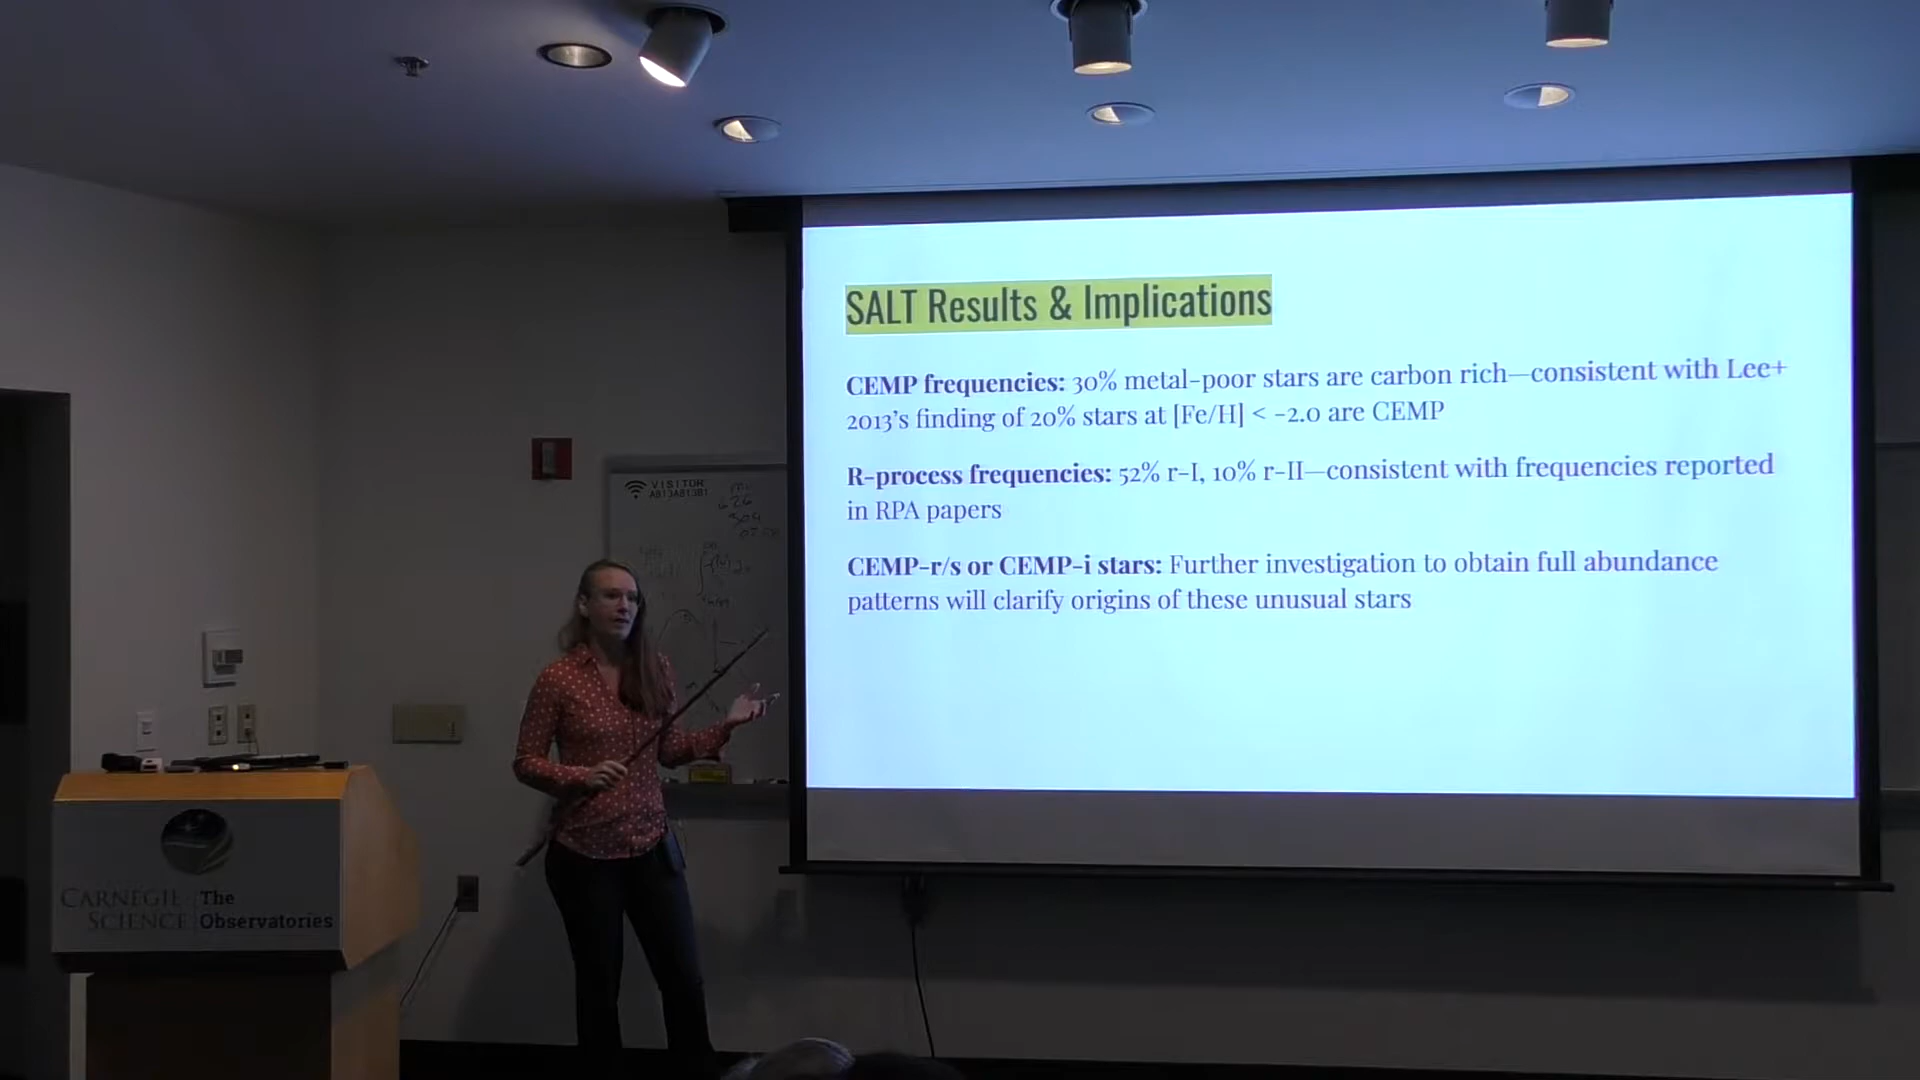 SALT Results & Implications
CEMP frequencies: 30% metal-poor stars are carbon rich—consistent with Lee+
2013's finding of 20% stars at [Fe/H] < -2.0 are CEMP
R-process frequencies: 52% r-I, 10% r-II—consistent with frequencies reported
in RPA papers
CEMP-r/s or CEMP-i stars: Further investigation to obtain full abundance
patterns will clarify origins of these unusual stars
VISITOR
CARNEGIE
SCIENCE
The
Observatories